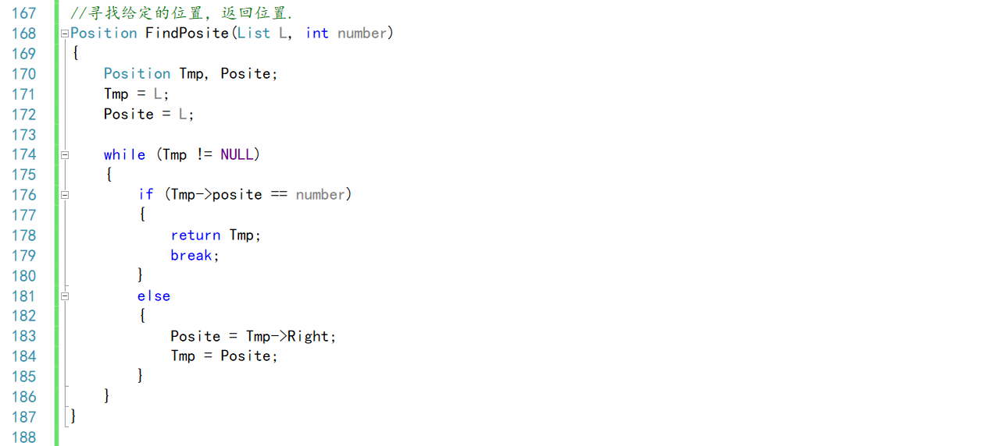 167 //寻找给定的位置，返回位置.
168 Position FindPosite(List L, int number)
169 {
170 Position Tmp, Posite;
171 Tmp = L;
172 Posite = L;
173
174 while (Tmp != NULL)
175 {
176 if (Tmp->posite == number)
177 {
178 return Tmp;
179 break;
180 }
181 else
182 {
183 Posite = Tmp->Right;
184 Tmp = Posite;
185 }
186 }
187 }
188